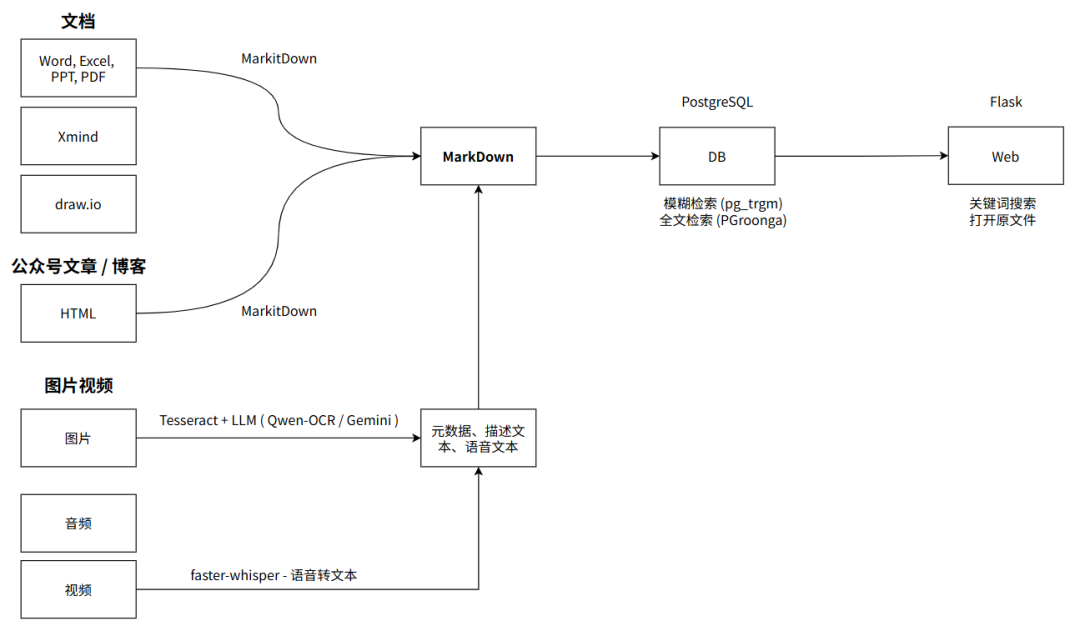 文档
Word, Excel,
PPT, PDF
MarkitDown
Xmind
draw.io
公众号文章 / 博客
HTML
MarkitDown
MarkDown
PostgreSQL
DB
模糊检索 (pg_trgm)
全文检索 (PGroonga)
Flask
Web
关键词搜索
打开原文件
图片视频
图片
Tesseract + LLM ( Qwen-OCR / Gemini )
元数据、描述文
本、语音文本
音频
视频
faster-whisper - 语音转文本